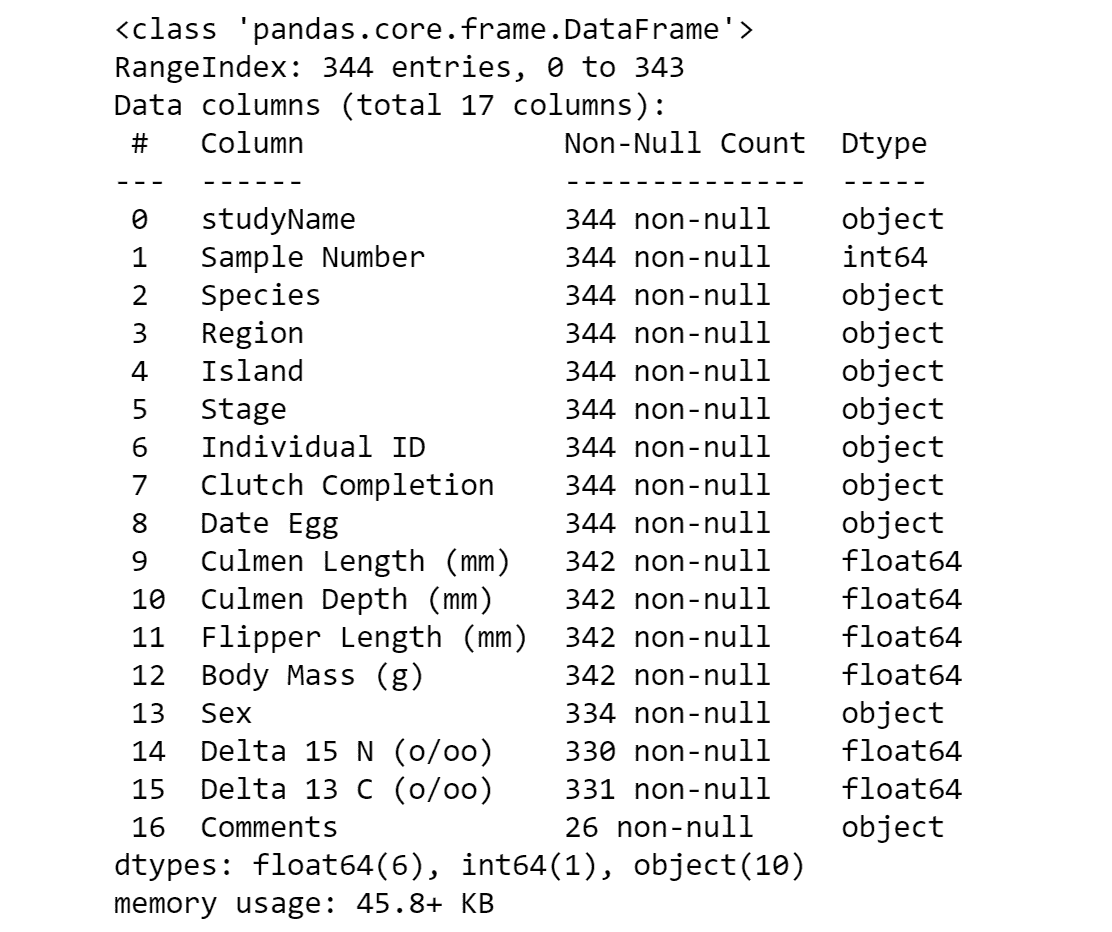 <class 'pandas.core.frame.DataFrame'>
RangeIndex: 344 entries, 0 to 343
Data columns (total 17 columns):
 #   Column               Non-Null Count  Dtype
---  ------               --------------  -----
 0   studyName            344 non-null    object
 1   Sample Number        344 non-null    int64
 2   Species              344 non-null    object
 3   Region               344 non-null    object
 4   Island               344 non-null    object
 5   Stage                344 non-null    object
 6   Individual ID        344 non-null    object
 7   Clutch Completion    344 non-null    object
 8   Date Egg             344 non-null    object
 9   Culmen Length (mm)   342 non-null    float64
 10  Culmen Depth (mm)    342 non-null    float64
 11  Flipper Length (mm)  342 non-null    float64
 12  Body Mass (g)        342 non-null    float64
 13  Sex                  334 non-null    object
 14  Delta 15 N (o/oo)    330 non-null    float64
 15  Delta 13 C (o/oo)    331 non-null    float64
 16  Comments             26 non-null     object
dtypes: float64(6), int64(1), object(10)
memory usage: 45.8+ KB